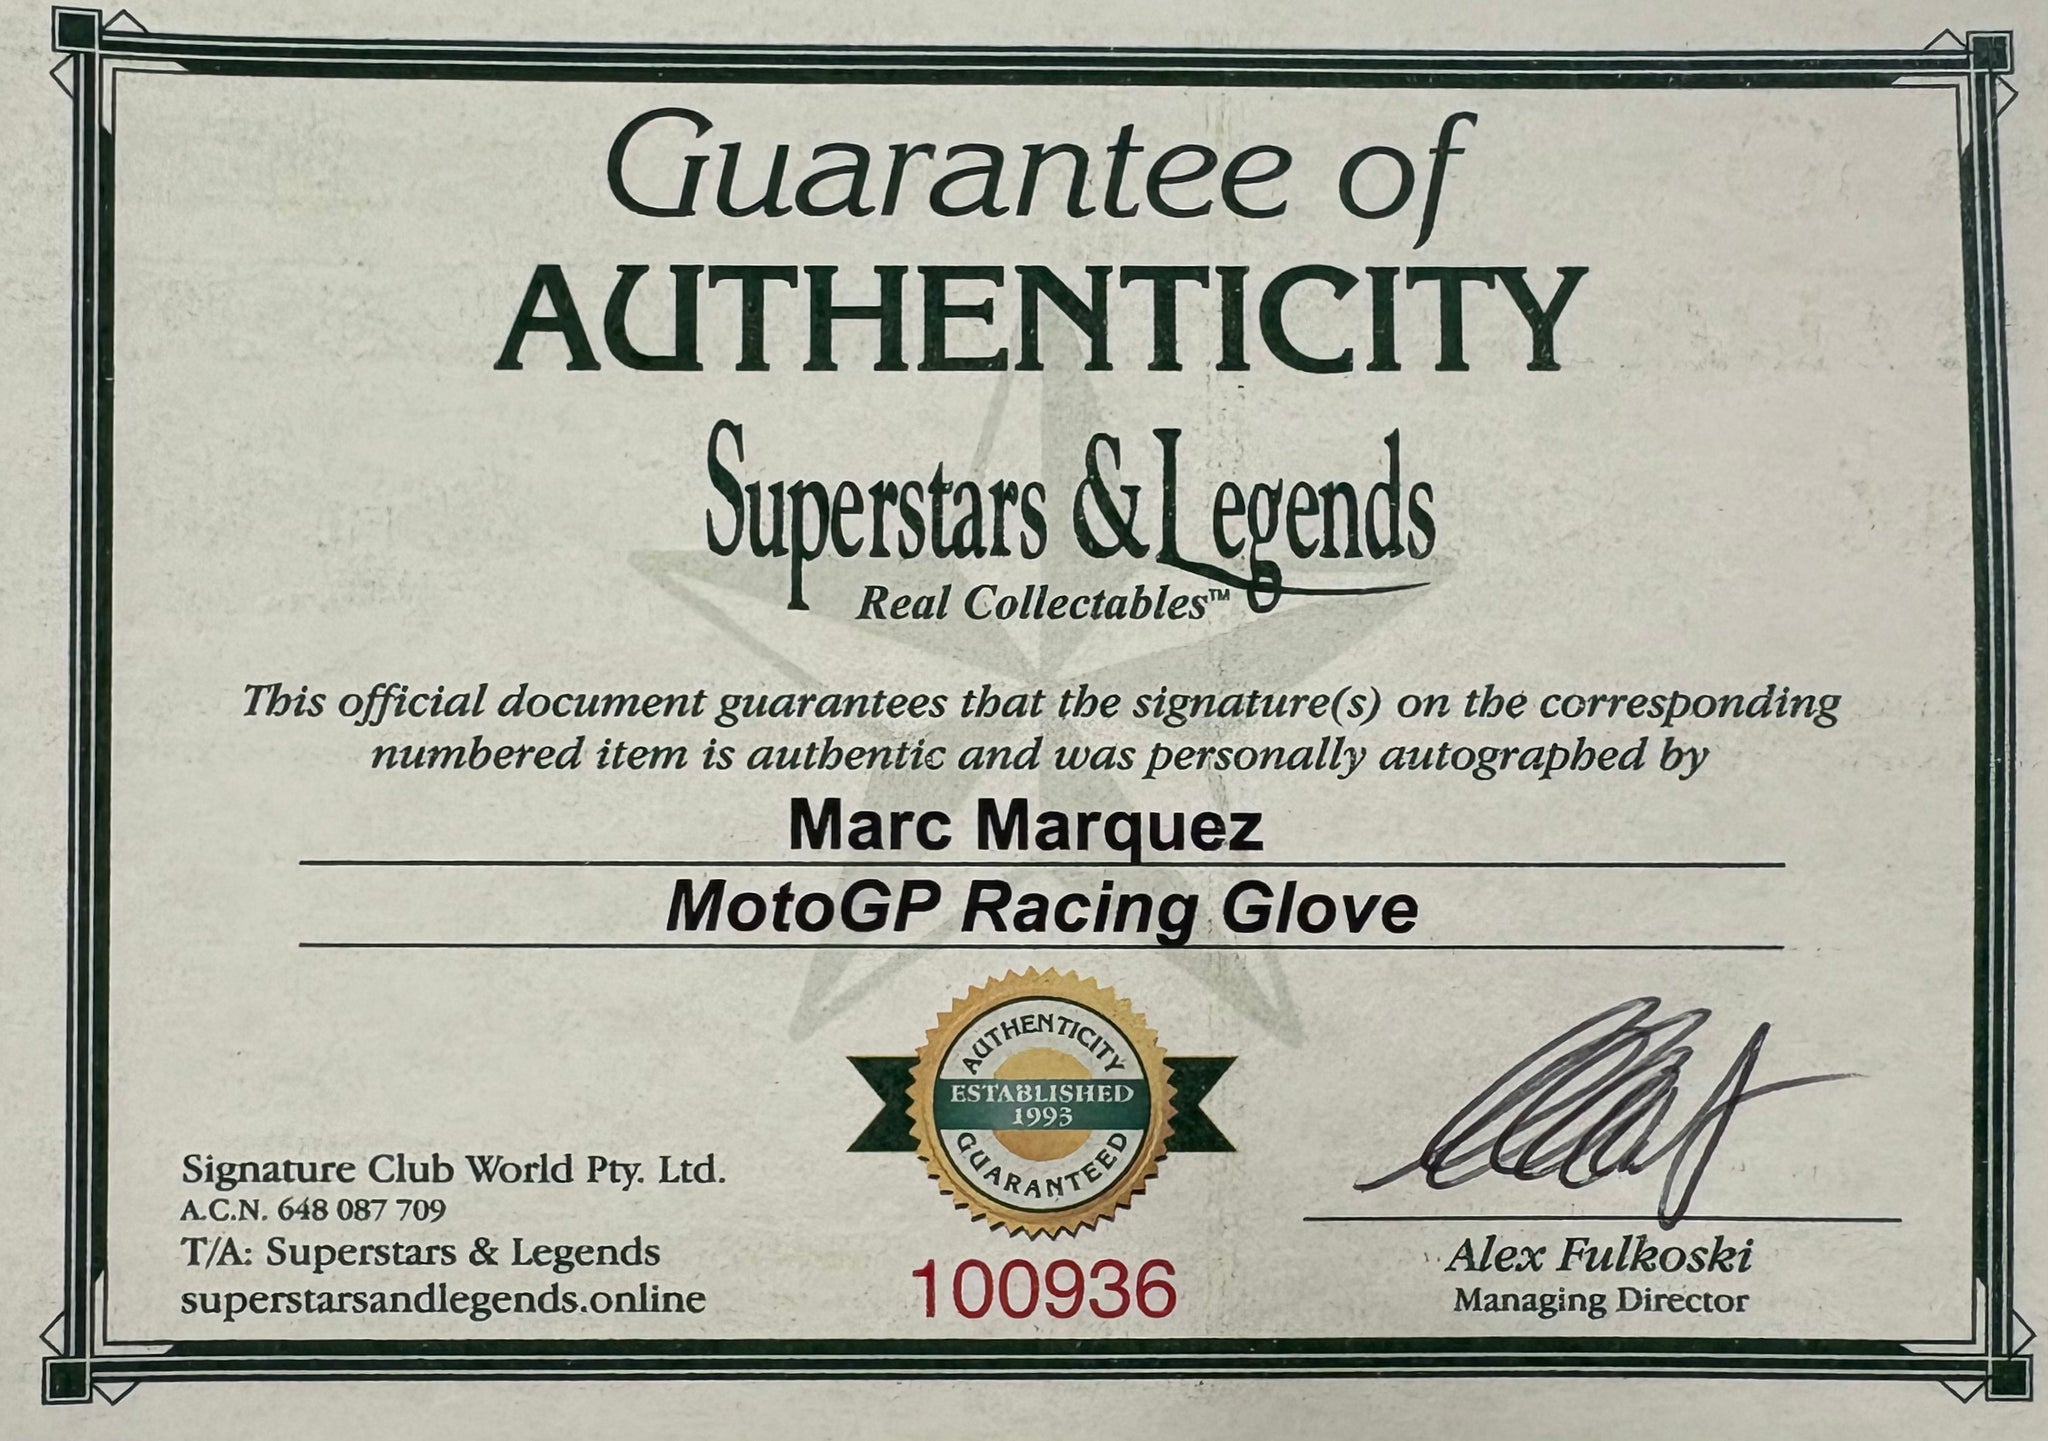 Guarantee of
AUTHENTICITY
Superstars & Legends
Real Collectables™
This official document guarantees that the signature(s) on the corresponding
numbered item is authentic and was personally autographed by
Marc Marquez
MotoGP Racing Glove
AUTHENTICITY
ESTABLISHED
1993
GUARANTEED
Signature Club World Pty. Ltd.
A.C.N. 648 087 709
T/A: Superstars & Legends
superstarsandlegends.online
100936
Alex Fulkoski
Managing Director